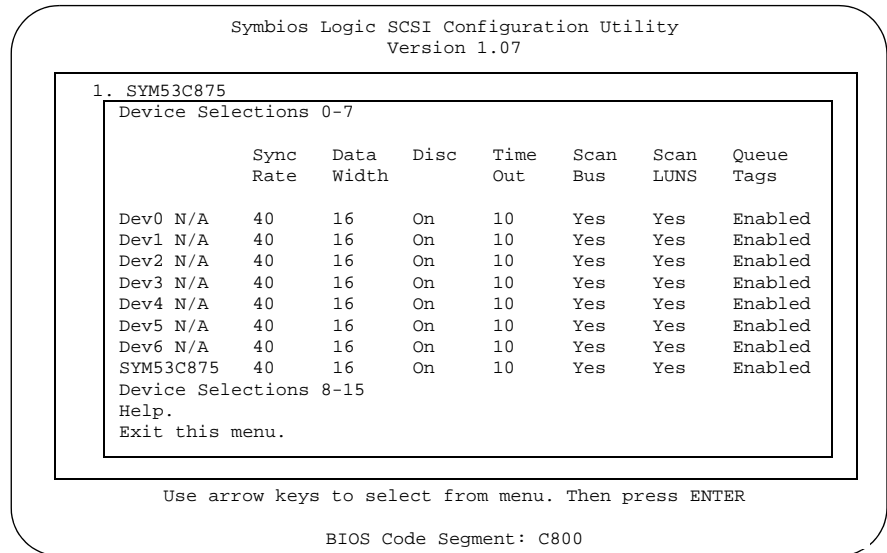 Symbios Logic SCSI Configuration Utility
Version 1.07
1. SYM53C875
Device Selections 0-7
Sync Data Disc Time Scan Scan Queue
Rate Width Out Bus LUNS Tags
Dev0 N/A 40 16 On 10 Yes Yes Enabled
Dev1 N/A 40 16 On 10 Yes Yes Enabled
Dev2 N/A 40 16 On 10 Yes Yes Enabled
Dev3 N/A 40 16 On 10 Yes Yes Enabled
Dev4 N/A 40 16 On 10 Yes Yes Enabled
Dev5 N/A 40 16 On 10 Yes Yes Enabled
Dev6 N/A 40 16 On 10 Yes Yes Enabled
SYM53C875 40 16 On 10 Yes Yes Enabled
Device Selections 8-15
Help.
Exit this menu.
Use arrow keys to select from menu. Then press ENTER
BIOS Code Segment: C800